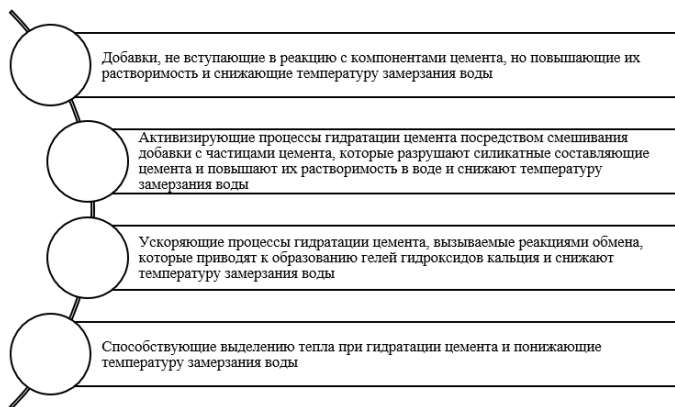 Добавки, не вступающие в реакцию с компонентами цемента, но повышающие их
растворимость и снижающие температуру замерзания воды
Активизирующие процессы гидратации цемента посредством смешивания
добавки с частицами цемента, которые разрушают силикатные составляющие
цемента и повышают их растворимость в воде и снижают температуру
замерзания воды
Ускоряющие процессы гидратации цемента, вызываемые реакциями обмена,
которые приводят к образованию гелей гидроксидов кальция и снижают
температуру замерзания воды
Способствующие выделению тепла при гидратации цемента и понижающие
температуру замерзания воды